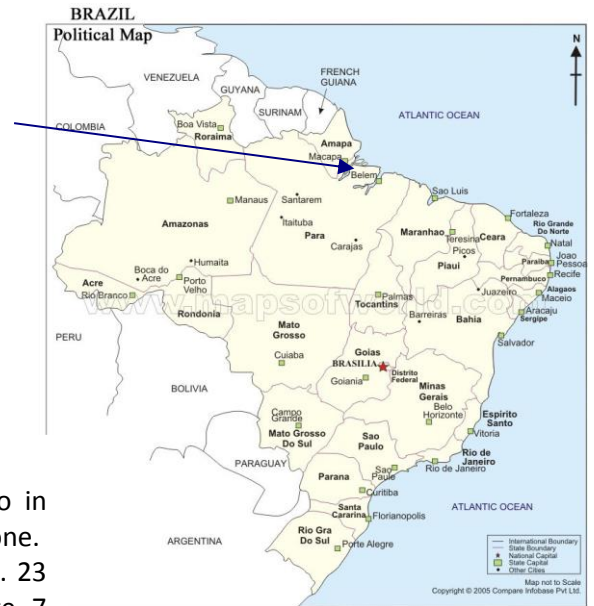 BRAZIL
Political Map
N
VENEZUELA
GUYANA
FRENCH
GUIANA
SURINAM
COLOMBIA
ATLANTIC OCEAN
Boa Vista
Roraima
Amapa
Macapa
Belem
Manaus
Santarem
Sao Luis
Fortaleza
Itaituba
Rio Grande
Do Norte
Amazonas
Para
Carajas
Maranhao
Teresina
Ceara
Natal
Picos
Joao
Pessoa
Paraiba
Humaita
Piaui
Pernambuco
Recife
Acre
Boca do
Acre
Porto
Velho
Juazeiro
Alagaos
Maceio
Rio Branco
www.mapsofworld.com
Palmas
Tocantins
Barreiras
Aracaju
Sergipe
Rondonia
Bahia
Mato
Grosso
Salvador
PERU
Goias
BRASILIA
Cuiaba
Distrito
Federal
Goiania
Minas
Gerais
BOLIVIA
Belo
Horizonte
Espirito
Santo
Campo
Grande
Vitoria
Mato Grosso
Do Sul
Sao
Paulo
Rio de
Janeiro
PARAGUAY
Sao
Paule
Rio de Janeiro
Parana
Curitiba
Santa
Cararina
Florianopolis
ATLANTIC OCEAN
o in
one.
ARGENTINA
Rio Gra
Do Sul
Porte Alegre
. 23
International Boundary
State Boundary
National Capital
State Capital
Other Cities
Map not to Scale
Copyright © 2005 Compare Infobase Pvt Ltd.